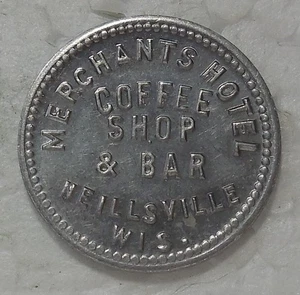 MERCHANTS HOTEL
COFFEE
SHOP
& BAR
NEILLSVILLE
WIS.